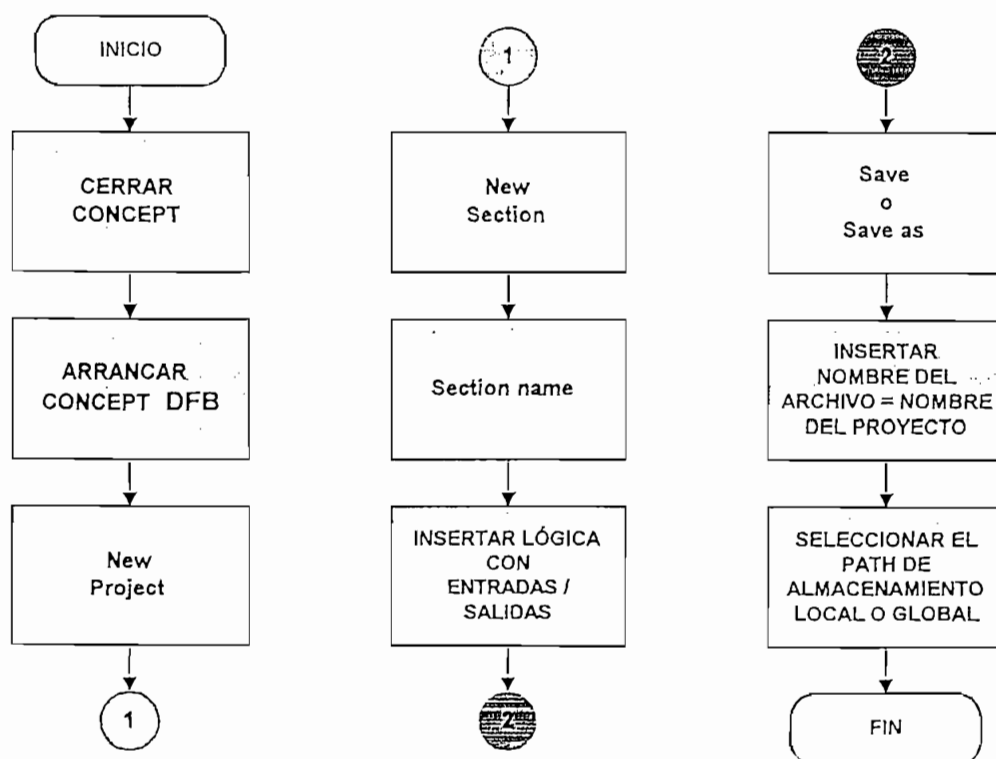 INICIO
CERRAR
CONCEPT
ARRANCAR
CONCEPT DFB
New
Project
1
1
New
Section
Section name
INSERTAR LÓGICA
CON
ENTRADAS /
SALIDAS
2
2
Save
o
Save as
INSERTAR
NOMBRE DEL
ARCHIVO = NOMBRE
DEL PROYECTO
SELECCIONAR EL
PATH DE
ALMACENAMIENTO
LOCAL O GLOBAL
FIN